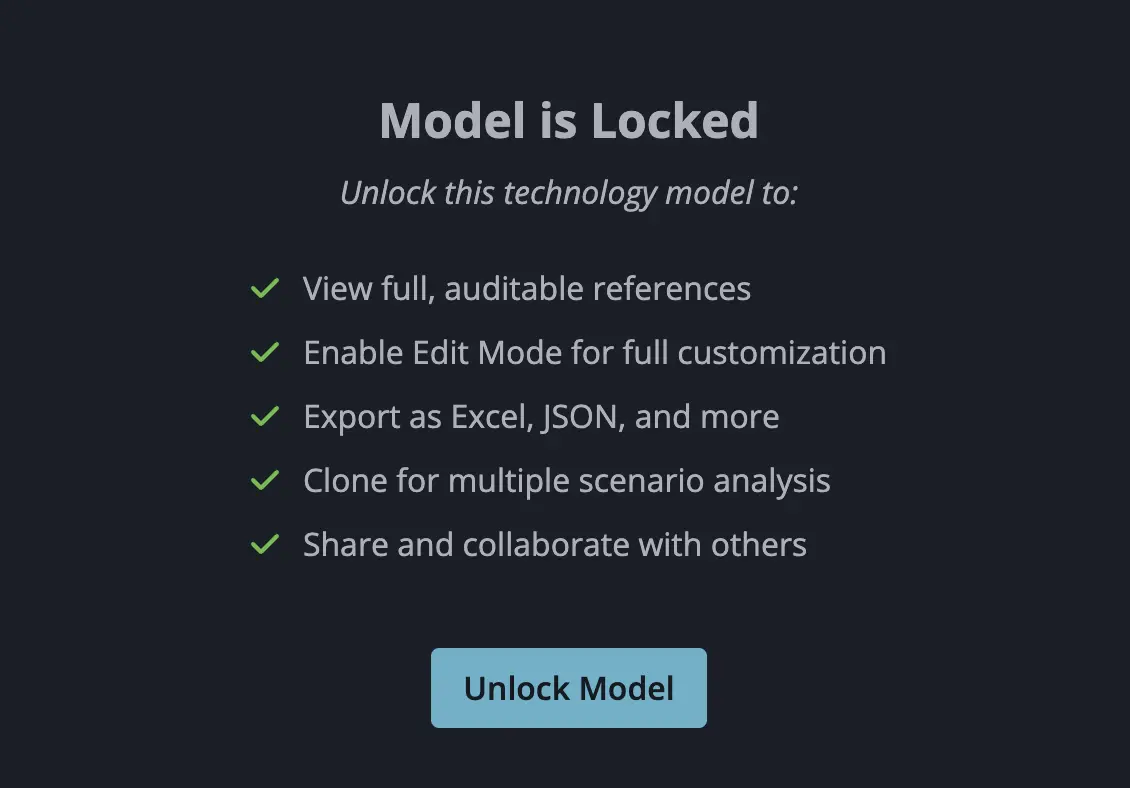 Model is Locked
Unlock this technology model to:
View full, auditable references
Enable Edit Mode for full customization
Export as Excel, JSON, and more
Clone for multiple scenario analysis
Share and collaborate with others
Unlock Model